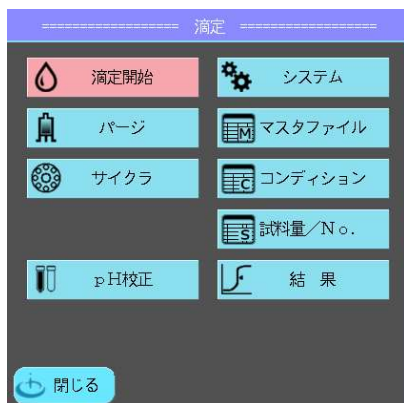 ================== 滴定 ==================
滴定開始
システム
パージ
M
マスタファイル
サイクラ
C
コンディション
S
試料量／Ｎｏ．
ｐＨ校正
結　果
閉じる